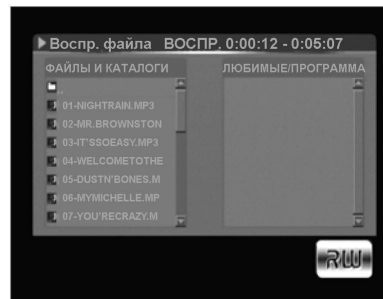 Воспр. файла ВОСПР. 0:00:12 - 0:05:07
ФАЙЛЫ И КАТАЛОГИ ЛЮБИМЫЕ/ПРОГРАММА
..
01-NIGHTRAIN.MP3
02-MR.BROWNSTON
03-IT'SSOEASY.MP3
04-WELCOMETOTHE
05-DUSTN'BONES.M
06-MYMICHELLE.MP
07-YOU'RECRAZY.M
RW